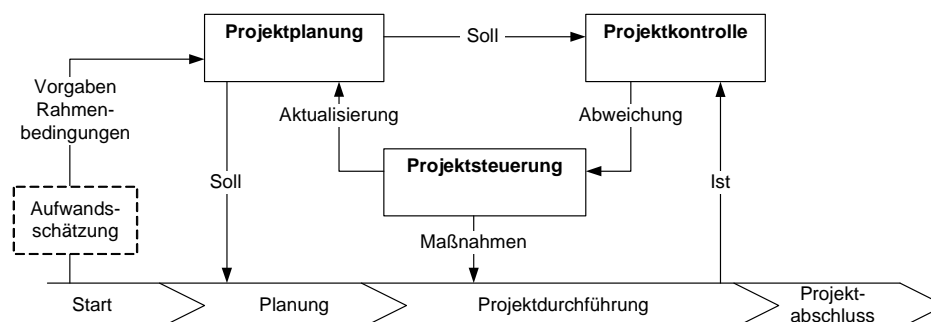 Projektplanung
Soll
Projektkontrolle
Vorgaben
Rahmen-
bedingungen
Aktualisierung
Abweichung
Projektsteuerung
Soll
Ist
Aufwands-
schätzung
Maßnahmen
Start
Planung
Projektdurchführung
Projekt-
abschluss